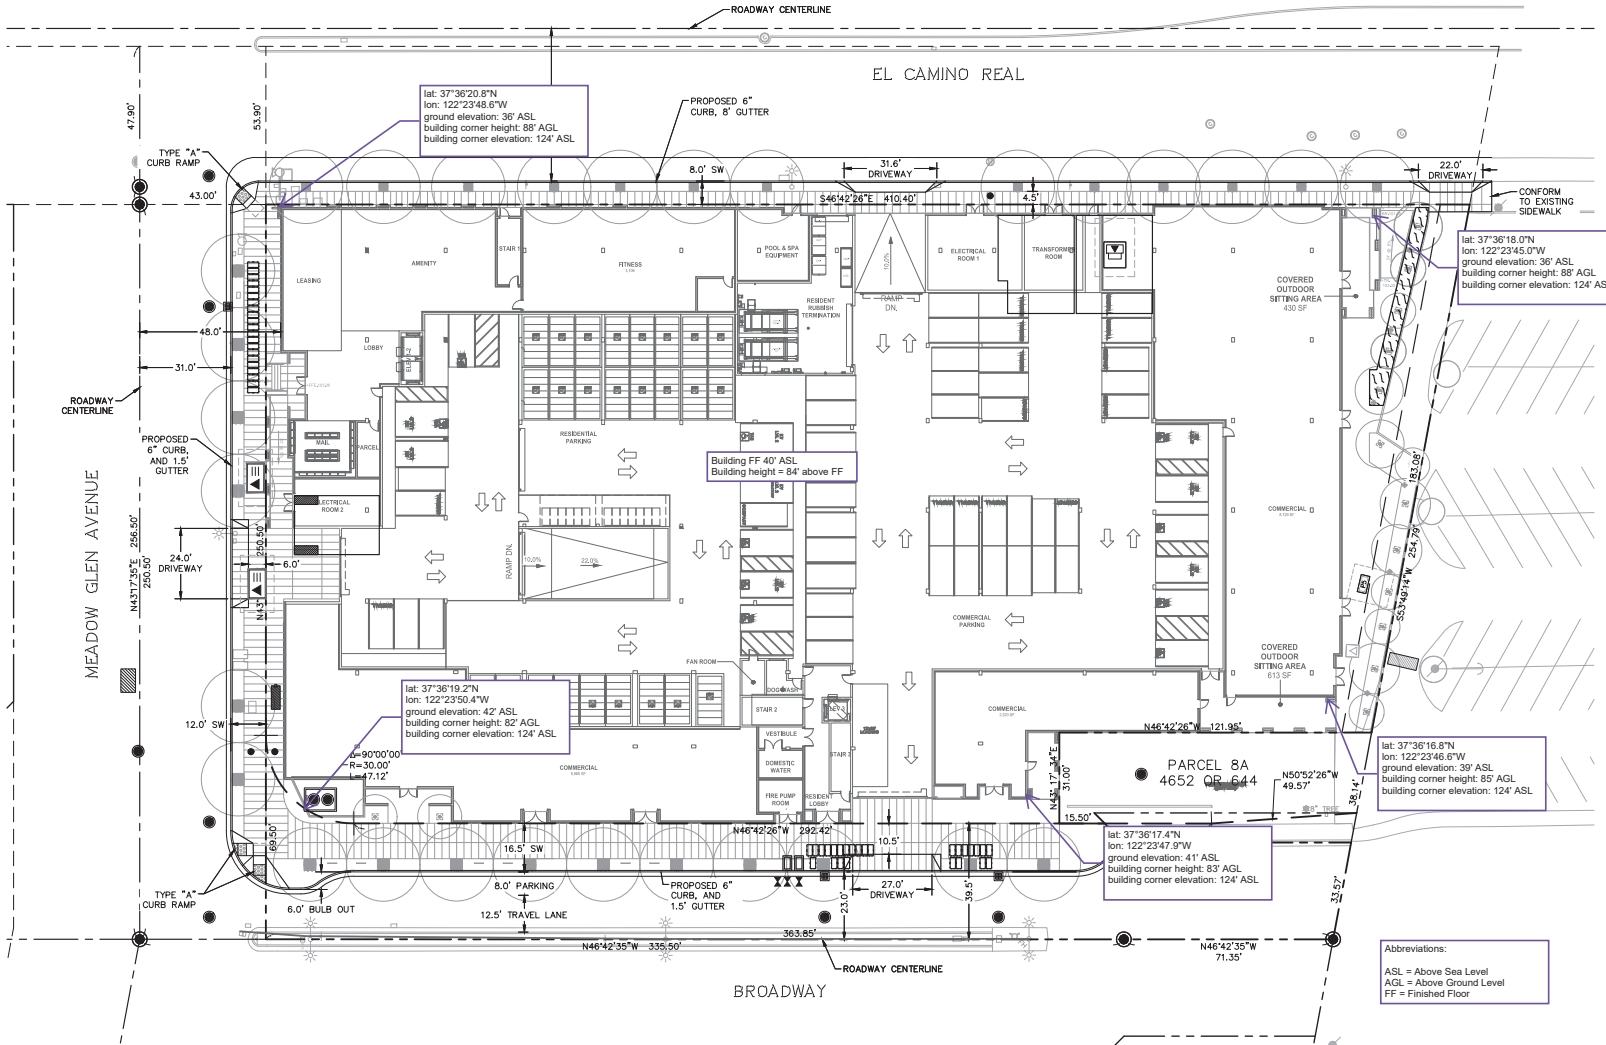 ROADWAY CENTERLINE
EL CAMINO REAL
lat: 37°36'20.8"N
lon: 122°23'48.6"W
ground elevation: 36' ASL
building corner height: 88' AGL
building corner elevation: 124' ASL
PROPOSED 6"
CURB, 8' GUTTER
47.90'
53.90'
TYPE "A"
CURB RAMP
43.00'
8.0' SW
31.6'
DRIVEWAY
22.0'
DRIVEWAY
S46°42'26"E 410.40'
4.5'
CONFORM
TO EXISTING
SIDEWALK
lat: 37°36'18.0"N
lon: 122°23'45.0"W
ground elevation: 36' ASL
building corner height: 88' AGL
building corner elevation: 124' AS
LEASING
AMENITY
STAIR 1
FITNESS
POOL & SPA
EQUIPMENT
RESIDENT
RUBBISH
TERMINATION
10.0%
RAMP
DN.
ELECTRICAL
ROOM 1
TRANSFORMER
ROOM
COVERED
OUTDOOR
SITTING AREA
430 SF
48.0'
LOBBY
31.0'
ROADWAY
CENTERLINE
PROPOSED
6" CURB,
AND 1.5'
GUTTER
MAIL
PARCEL
RESIDENTIAL
PARKING
Building FF 40' ASL
Building height = 84' above FF
ELECTRICAL
ROOM 2
MEADOW GLEN AVENUE
N43°17'35"E 256.50'
250.50'
250.50'
24.0'
DRIVEWAY
6.0'
RAMP DN.
10.0%
22.0%
COMMERCIAL
COMMERCIAL
PARKING
183.08'
S53°49'14"W 254.79'
COVERED
OUTDOOR
SITTING AREA
613 SF
FAN ROOM
DOG WASH
STAIR 2
VESTIBULE
DOMESTIC
WATER
FIRE PUMP
ROOM
RESIDENT
LOBBY
STAIR 3
COMMERCIAL
lat: 37°36'19.2"N
lon: 122°23'50.4"W
ground elevation: 42' ASL
building corner height: 82' AGL
building corner elevation: 124' ASL
12.0' SW
Δ=90°00'00"
R=30.00'
L=47.12'
COMMERCIAL
N46°42'26"W 121.95'
N43°17'34"E
31.00'
PARCEL 8A
4652 OR 644
N50°52'26"W
49.57'
38.14'
lat: 37°36'16.8"N
lon: 122°23'46.6"W
ground elevation: 39' ASL
building corner height: 85' AGL
building corner elevation: 124' ASL
15.50'
69.50'
N46°42'26"W 292.42'
16.5' SW
10.5'
lat: 37°36'17.4"N
lon: 122°23'47.9"W
ground elevation: 41' ASL
building corner height: 83' AGL
building corner elevation: 124' ASL
TYPE "A"
CURB RAMP
6.0' BULB OUT
8.0' PARKING
12.5' TRAVEL LANE
PROPOSED 6"
CURB, AND
1.5' GUTTER
23.0'
27.0'
DRIVEWAY
39.5'
33.57'
363.85'
N46°42'35"W 335.50'
ROADWAY CENTERLINE
N46°42'35"W
71.35'
BROADWAY
Abbreviations:
ASL = Above Sea Level
AGL = Above Ground Level
FF = Finished Floor